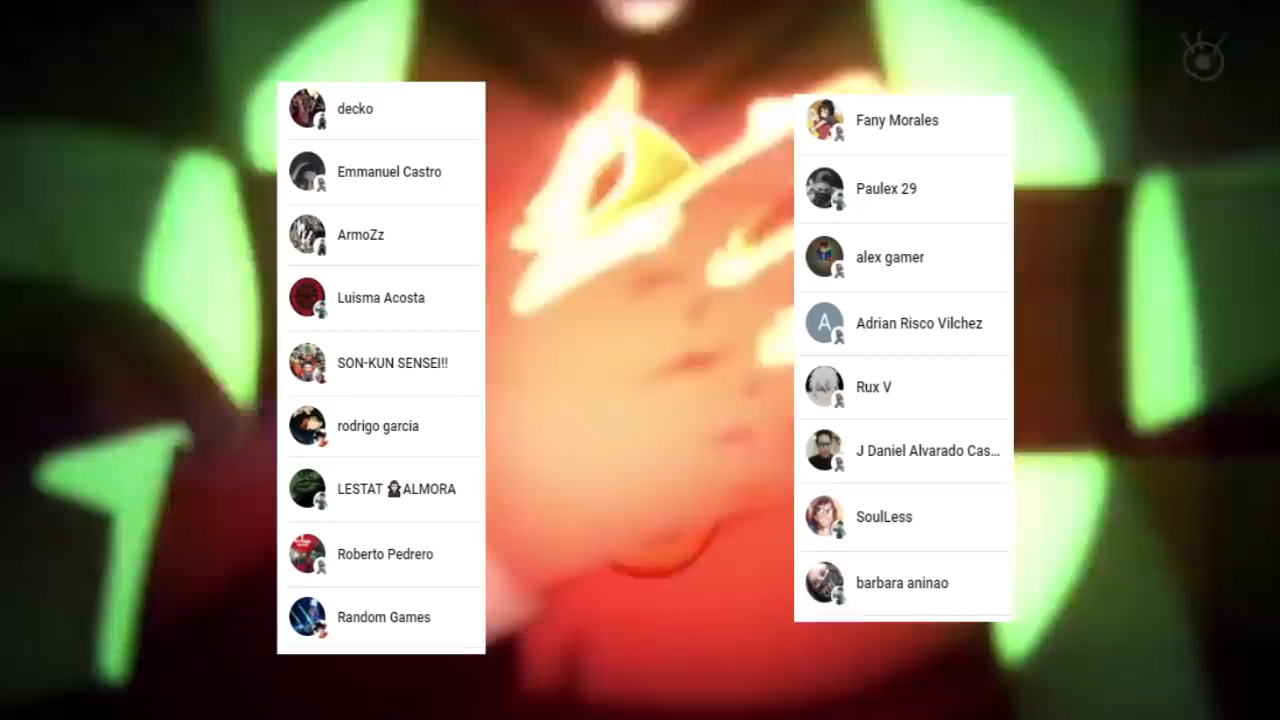 decko
Emmanuel Castro
ArmoZz
Luisma Acosta
SON-KUN SENSEI!!
rodrigo garcia
LESTAT 🧛ALMORA
Roberto Pedrero
Random Games
Fany Morales
Paulex 29
alex gamer
A
Adrian Risco Vilchez
Rux V
J Daniel Alvarado Cas...
SoulLess
barbara aninao